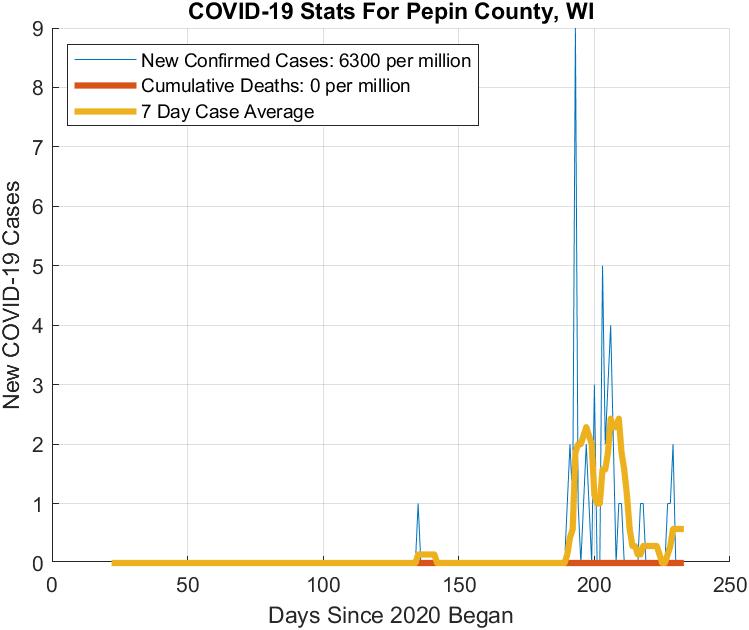 COVID-19 Stats For Pepin County, WI
New Confirmed Cases: 6300 per million
Cumulative Deaths: 0 per million
7 Day Case Average
New COVID-19 Cases
9
8
7
6
5
4
3
2
1
0
0 50 100 150 200 250
Days Since 2020 Began